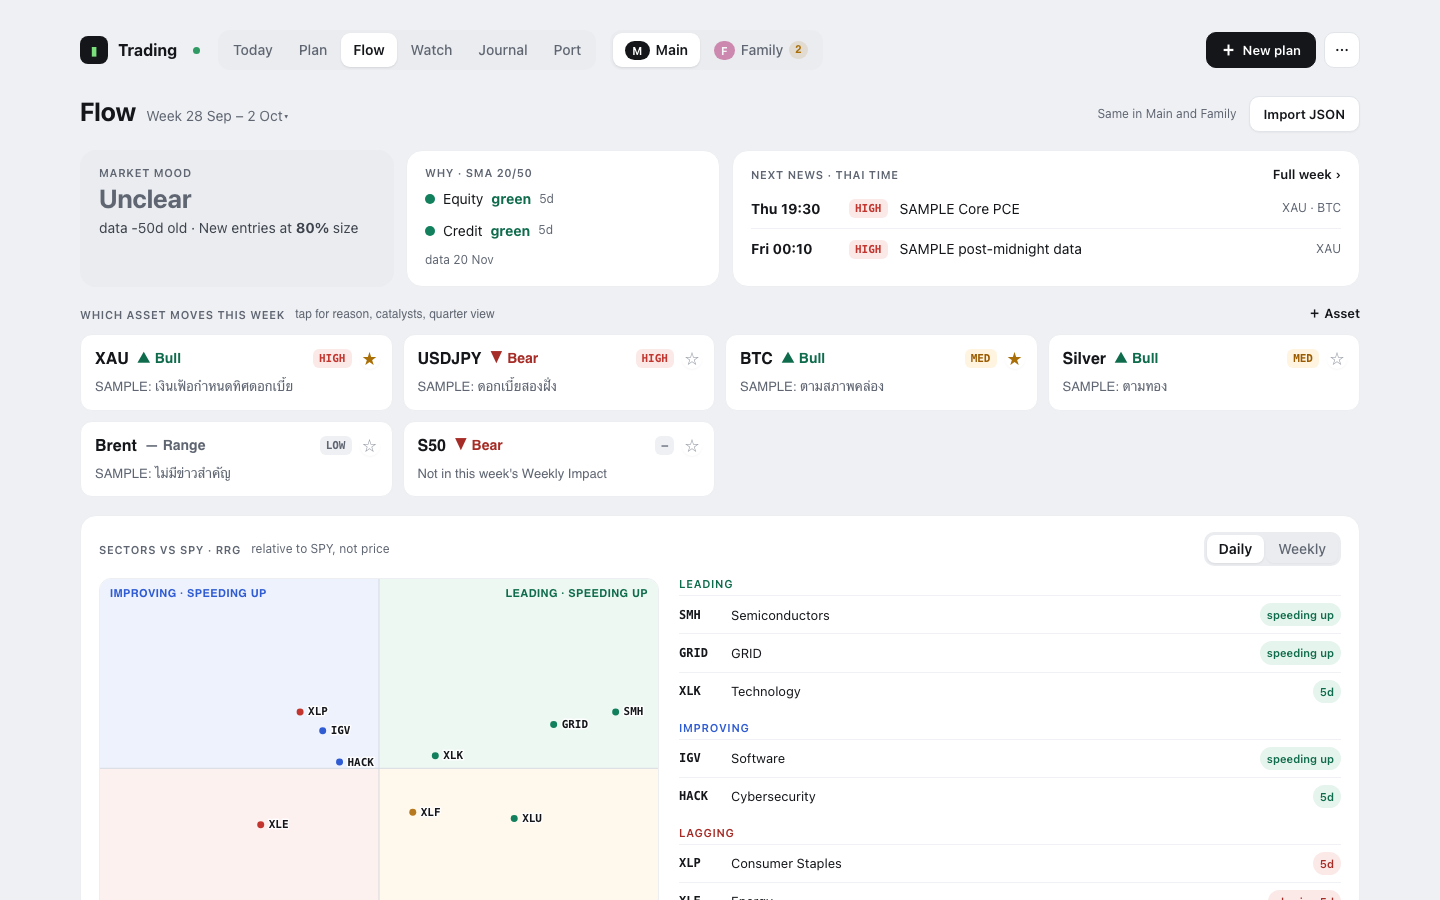 Trading Today Plan Flow Watch Journal Port M Main F Family 2 + New plan ...
Flow Week 28 Sep – 2 Oct Same in Main and Family Import JSON
MARKET MOOD
Unclear
data -50d old · New entries at 80% size
WHY · SMA 20/50
Equity green 5d
Credit green 5d
data 20 Nov
NEXT NEWS · THAI TIME Full week ›
Thu 19:30 HIGH SAMPLE Core PCE XAU · BTC
Fri 00:10 HIGH SAMPLE post-midnight data XAU
WHICH ASSET MOVES THIS WEEK tap for reason, catalysts, quarter view + Asset
XAU ▲ Bull HIGH ★
SAMPLE: เงินเฟ้อกำหนดทิศดอกเบี้ย
USDJPY ▼ Bear HIGH ☆
SAMPLE: ดอกเบี้ยสองฝั่ง
BTC ▲ Bull MED ★
SAMPLE: ตามสภาพคล่อง
Silver ▲ Bull MED ☆
SAMPLE: ตามทอง
Brent — Range LOW ☆
SAMPLE: ไม่มีข่าวสำคัญ
S50 ▼ Bear – ☆
Not in this week's Weekly Impact
SECTORS VS SPY · RRG relative to SPY, not price Daily Weekly
IMPROVING · SPEEDING UP LEADING · SPEEDING UP
XLP
IGV
HACK
SMH
GRID
XLK
XLE
XLF
XLU
LEADING
SMH Semiconductors speeding up
GRID GRID speeding up
XLK Technology 5d
IMPROVING
IGV Software speeding up
HACK Cybersecurity 5d
LAGGING
XLP Consumer Staples 5d